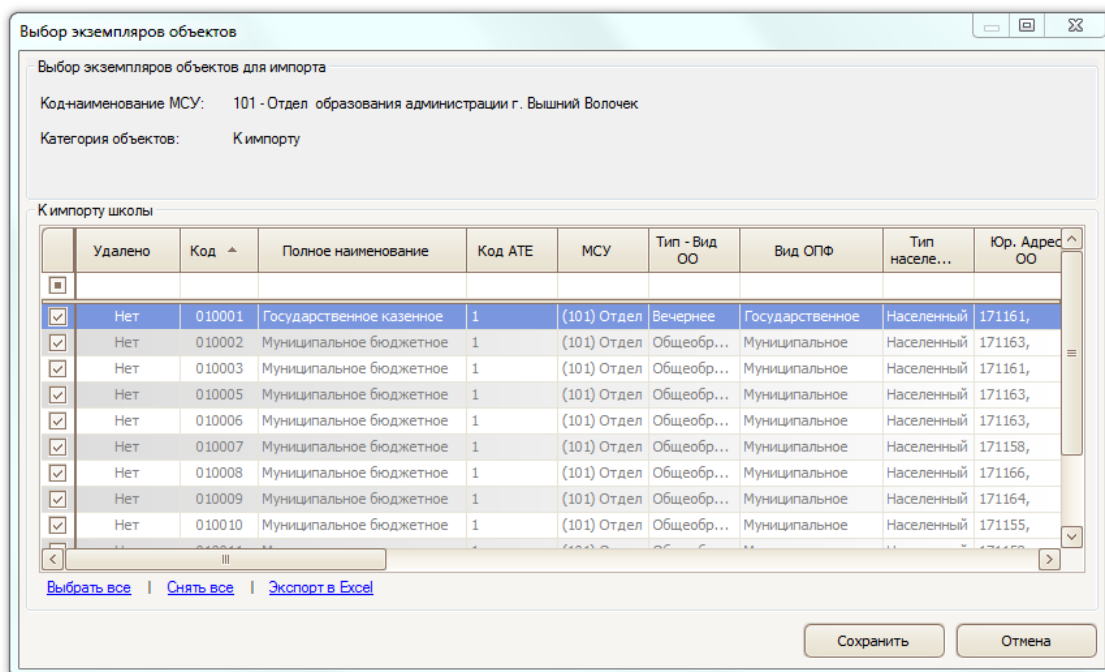 Выбор экземпляров объектов
Выбор экземпляров объектов для импорта
Код+наименование МСУ: 101 - Отдел образования администрации г. Вышний Волочек
Категория объектов: К импорту
К импорту школы
Удалено Код Полное наименование Код АТЕ МСУ Тип - Вид ОО Вид ОПФ Тип населе... Юр. Адрес ОО
Нет 010001 Государственное казенное 1 (101) Отдел Вечернее Государственное Населенный 171161,
Нет 010002 Муниципальное бюджетное 1 (101) Отдел Общеобр... Муниципальное Населенный 171163,
Нет 010003 Муниципальное бюджетное 1 (101) Отдел Общеобр... Муниципальное Населенный 171161,
Нет 010005 Муниципальное бюджетное 1 (101) Отдел Общеобр... Муниципальное Населенный 171163,
Нет 010006 Муниципальное бюджетное 1 (101) Отдел Общеобр... Муниципальное Населенный 171163,
Нет 010007 Муниципальное бюджетное 1 (101) Отдел Общеобр... Муниципальное Населенный 171158,
Нет 010008 Муниципальное бюджетное 1 (101) Отдел Общеобр... Муниципальное Населенный 171166,
Нет 010009 Муниципальное бюджетное 1 (101) Отдел Общеобр... Муниципальное Населенный 171164,
Нет 010010 Муниципальное бюджетное 1 (101) Отдел Общеобр... Муниципальное Населенный 171155,
Выбрать все | Снять все | Экспорт в Excel
Сохранить Отмена